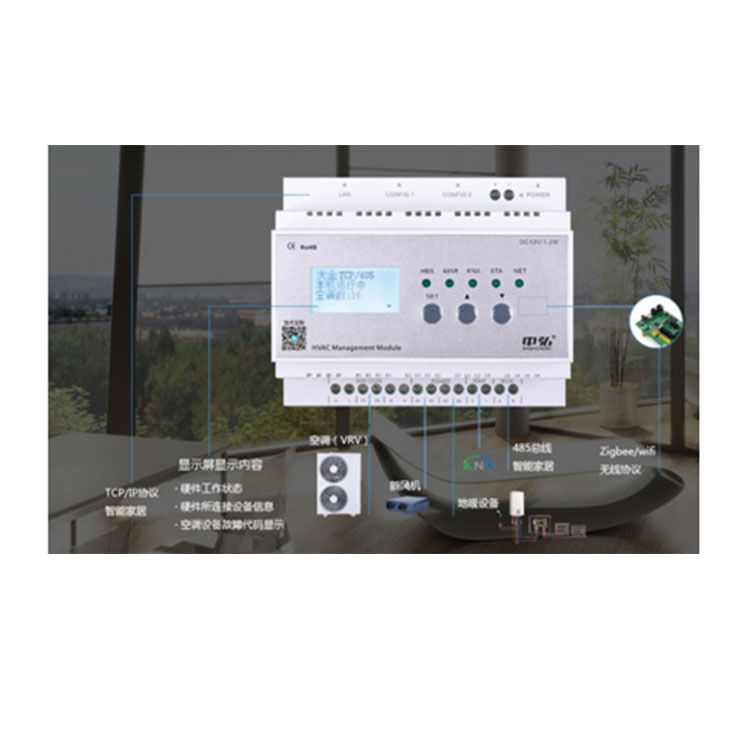 LAN
CONFIG 1
CONFIG 2
+ -
POWER
CE RoHS
大金TCP/485
本机运行中
空调数:16
HBS 485R KNX STA NET
SET ▲ ▼
HVAC Management Module
中弘
空调（VRV）
新风机
KNX
485总线
智能家居
Zigbee/wifi
无线协议
显示屏显示内容
· 硬件工作状态
· 硬件所连接设备信息
· 空调设备故障代码显示
TCP/IP协议
智能家居
地暖设备